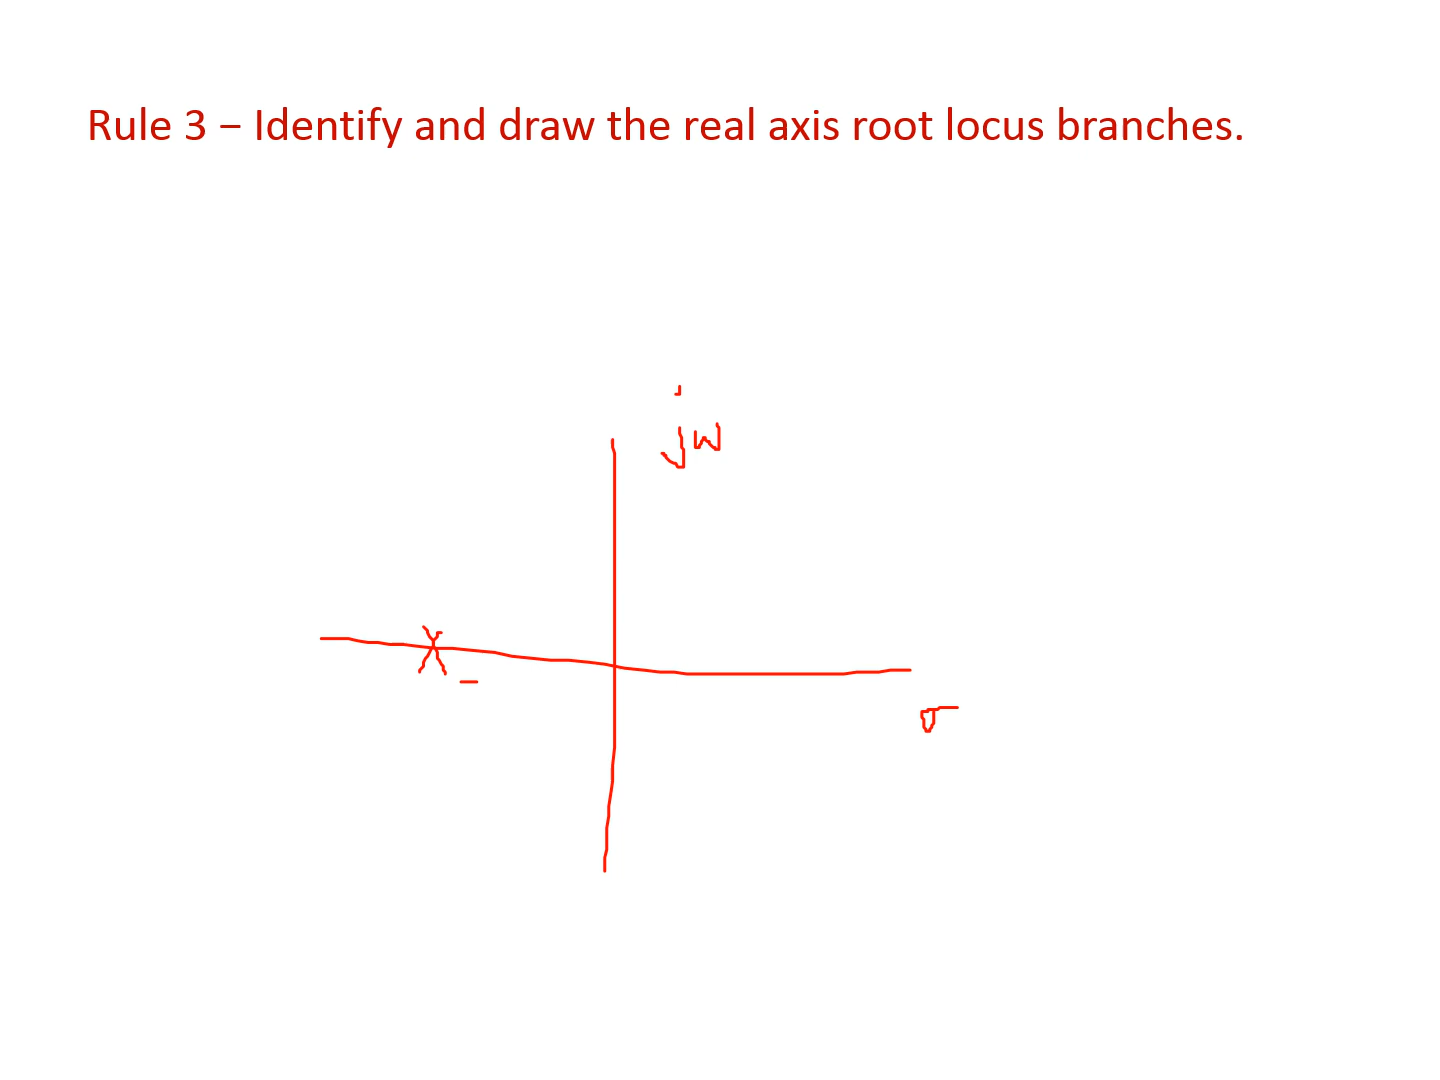 Rule 3 – Identify and draw the real axis root locus branches.
jω
σ